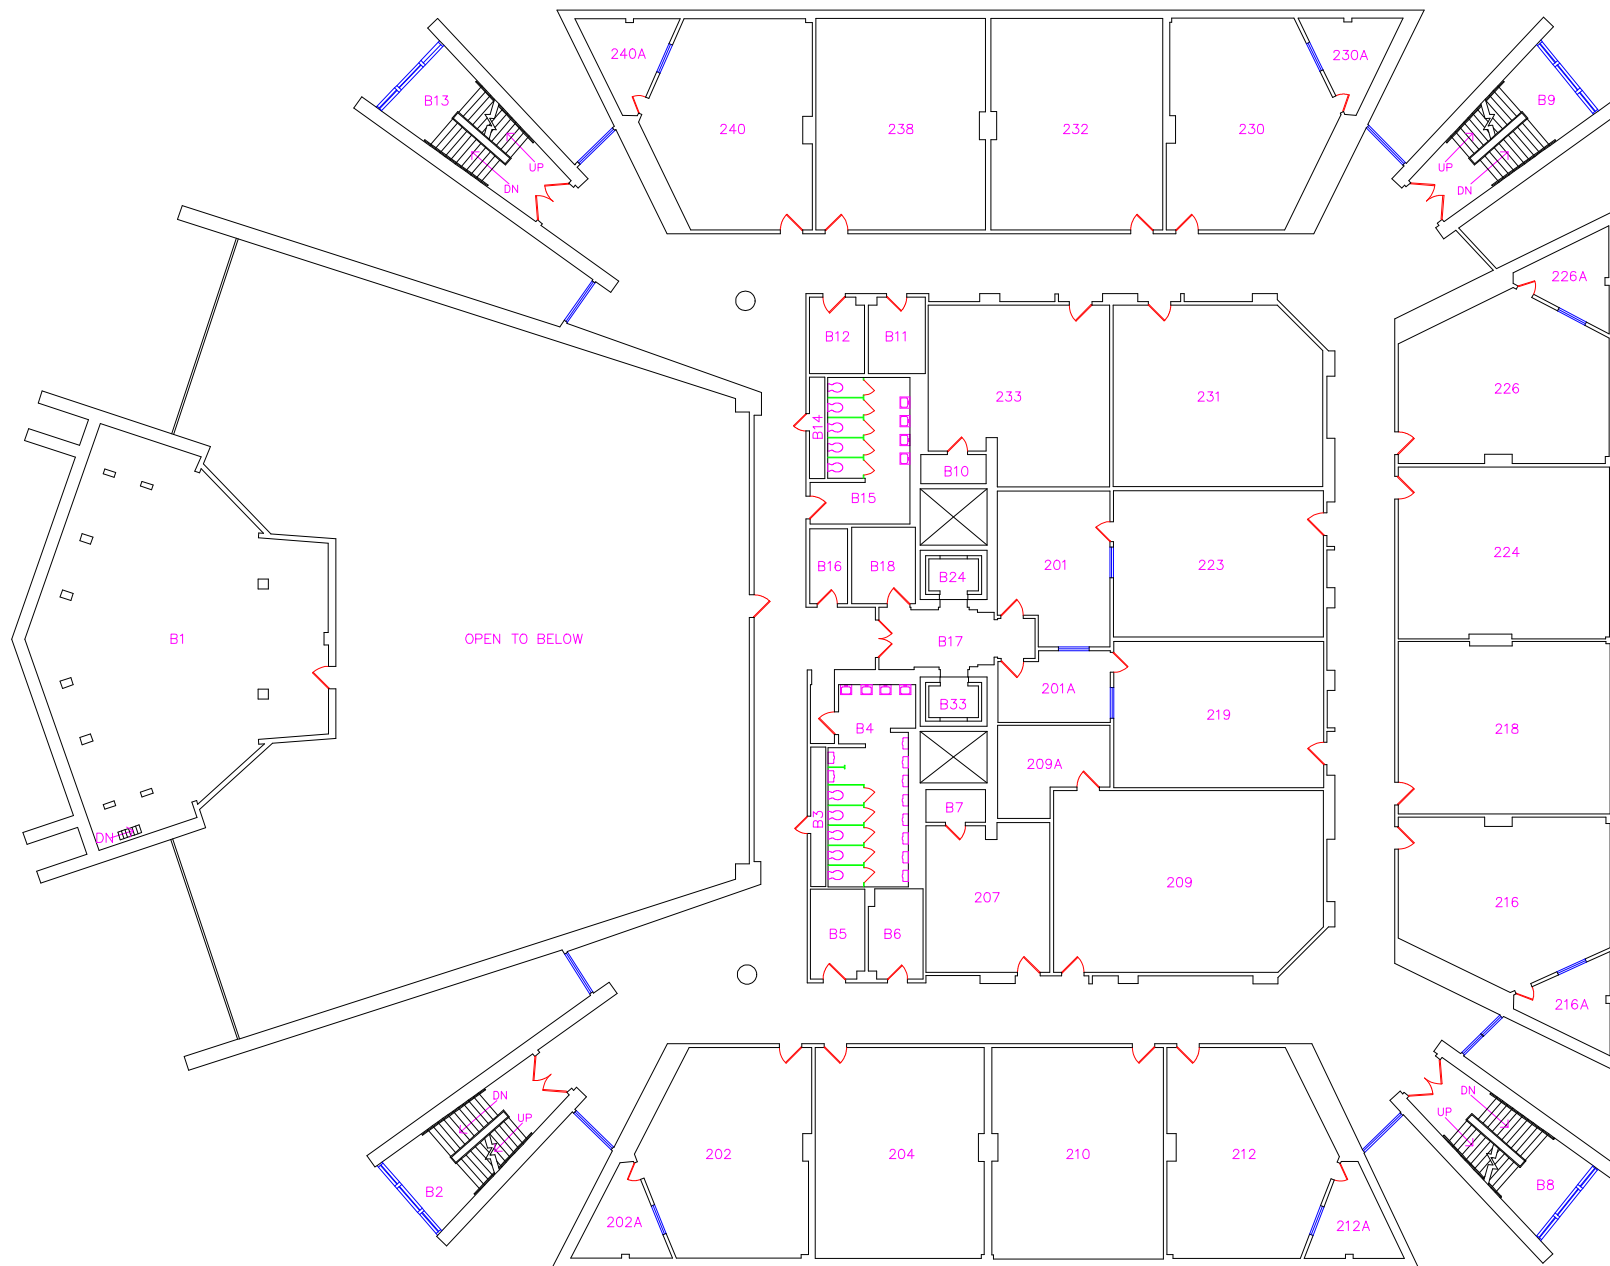 240A
230A
B13
B9
240
238
232
230
UP
DN
UP
DN
226A
B12
B11
233
231
226
B14
B10
B15
B16
B18
B24
201
223
224
B1
OPEN TO BELOW
B17
201A
B33
B4
219
218
209A
B7
B3
DN
207
209
216
B5
B6
216A
DN
UP
DN
UP
202
204
210
212
B2
B8
202A
212A